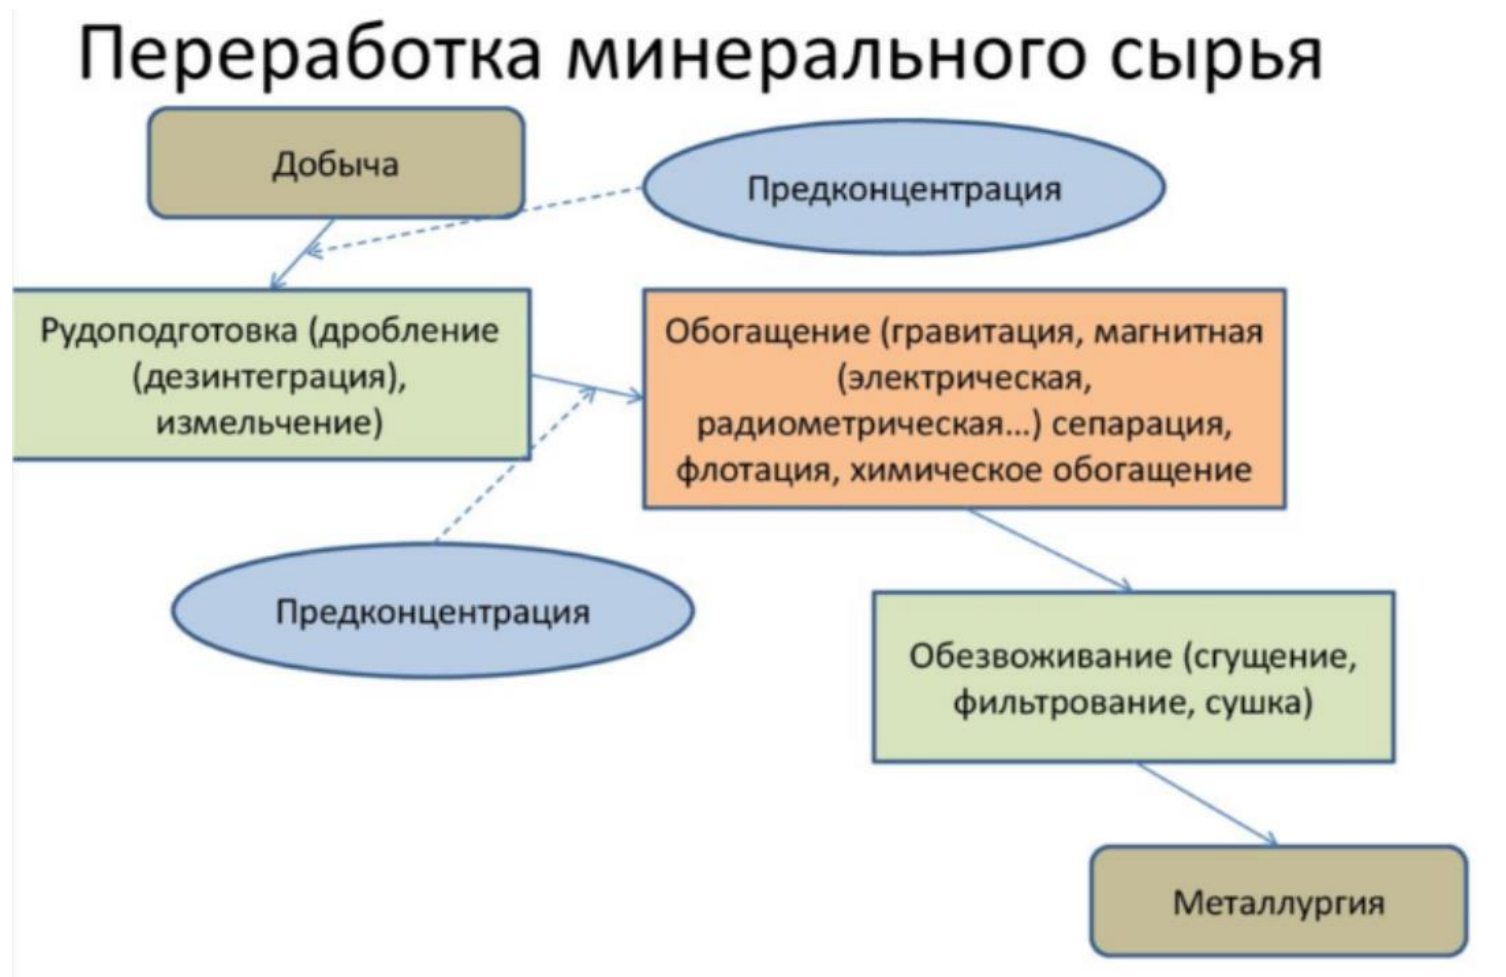 Переработка минерального сырья
Добыча
Предконцентрация
Рудоподготовка (дробление
(дезинтеграция),
измельчение)
Обогащение (гравитация, магнитная
(электрическая,
радиометрическая...) сепарация,
флотация, химическое обогащение
Предконцентрация
Обезвоживание (сгущение,
фильтрование, сушка)
Металлургия